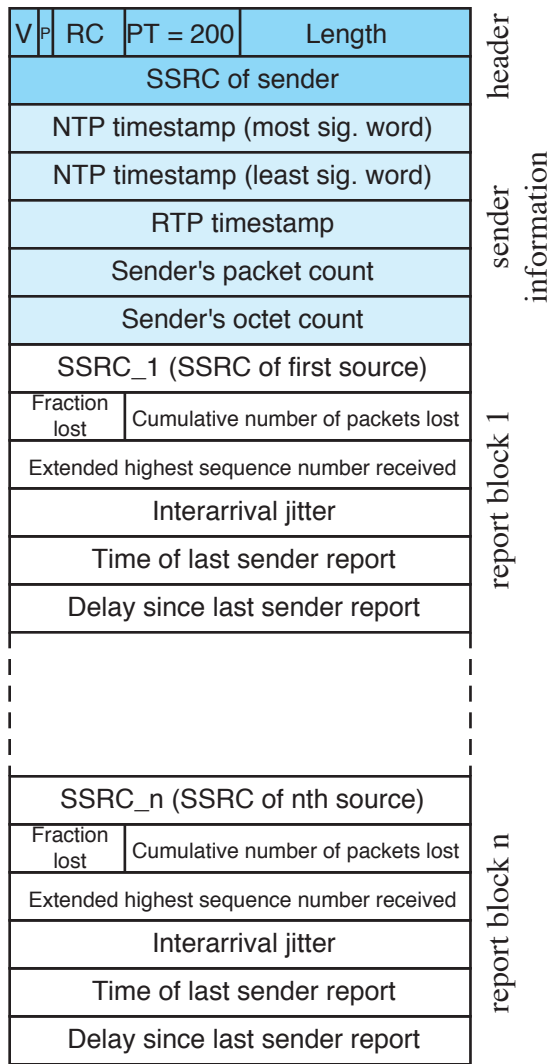 V P RC PT = 200 Length
SSRC of sender
header
NTP timestamp (most sig. word)
NTP timestamp (least sig. word)
RTP timestamp
Sender's packet count
Sender's octet count
sender
information
SSRC_1 (SSRC of first source)
Fraction
lost
Cumulative number of packets lost
Extended highest sequence number received
Interarrival jitter
Time of last sender report
Delay since last sender report
report block 1
SSRC_n (SSRC of nth source)
Fraction
lost
Cumulative number of packets lost
Extended highest sequence number received
Interarrival jitter
Time of last sender report
Delay since last sender report
report block n